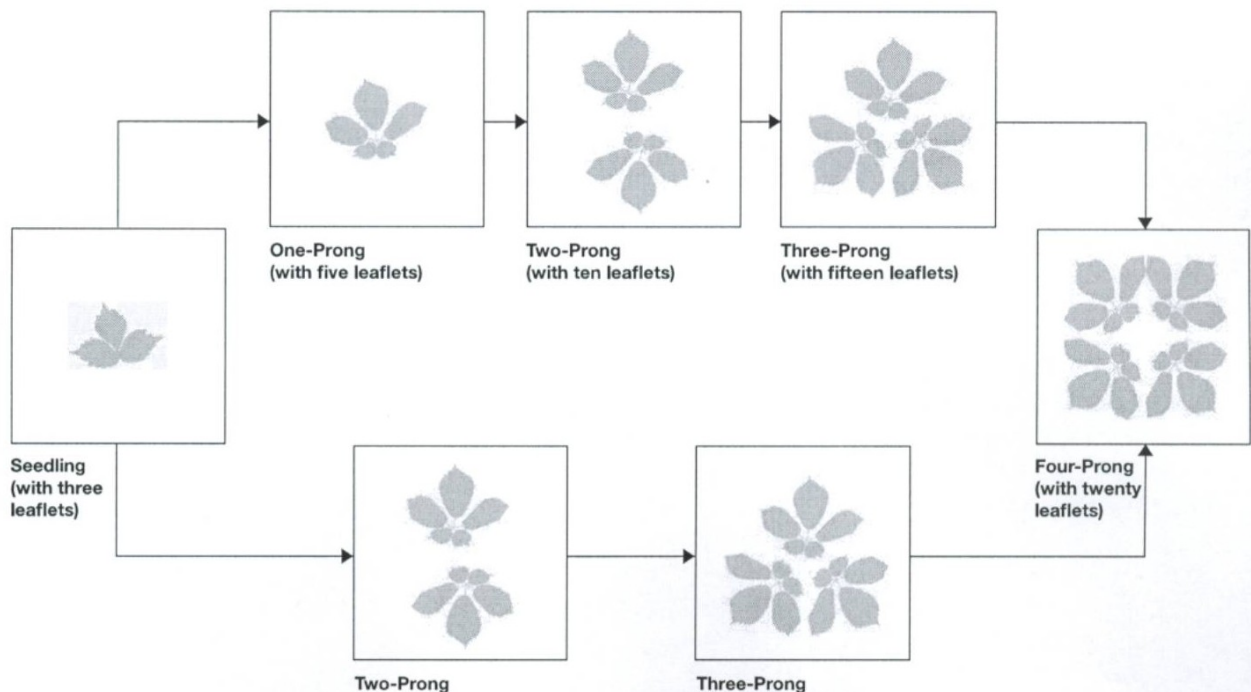 One-Prong
(with five leaflets)
Two-Prong
(with ten leaflets)
Three-Prong
(with fifteen leaflets)
Seedling
(with three
leaflets)
Four-Prong
(with twenty
leaflets)
Two-Prong
Three-Prong